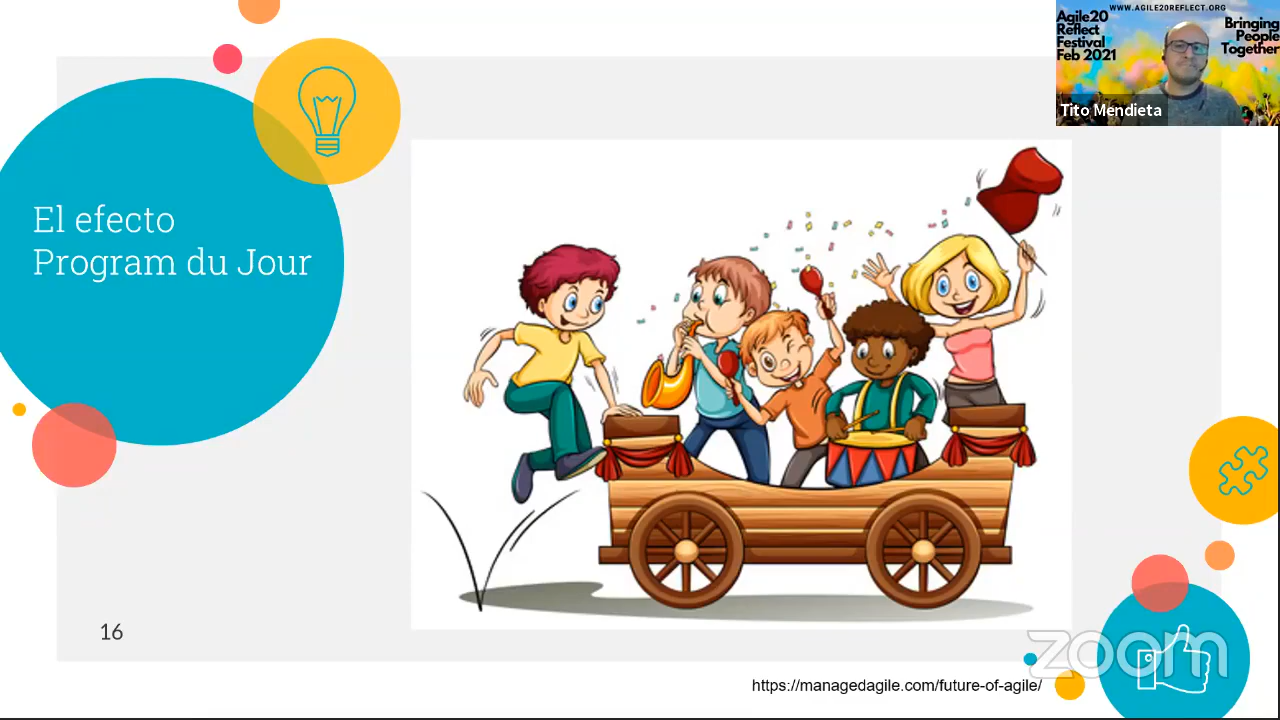 El efecto
Program du Jour
WWW.AGILE20REFLECT.ORG
Agile20
Reflect
Festival
Feb 2021
Bringing
People
Together
Tito Mendieta
16
zoom
https://managedagile.com/future-of-agile/